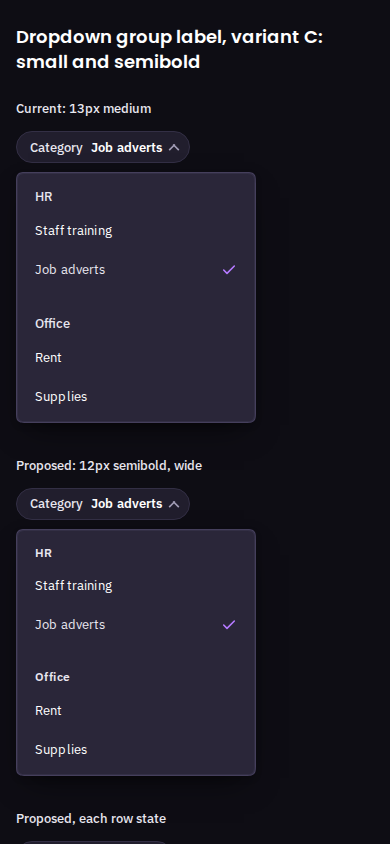 Dropdown group label, variant C:
small and semibold
Current: 13px medium
Category Job adverts
HR
Staff training
Job adverts
Office
Rent
Supplies
Proposed: 12px semibold, wide
Category Job adverts
HR
Staff training
Job adverts
Office
Rent
Supplies
Proposed, each row state